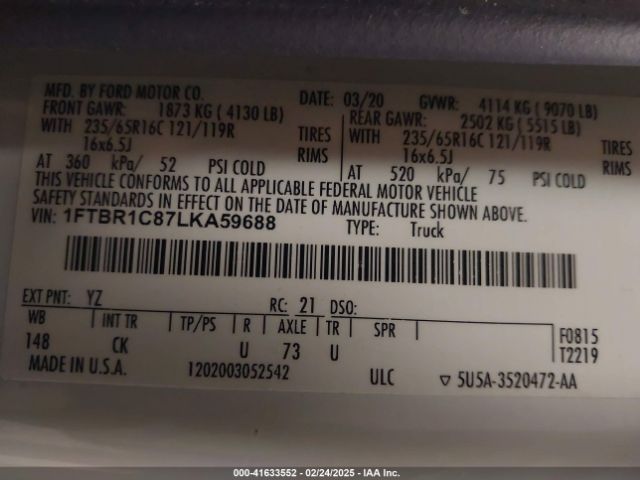 MFD. BY FORD MOTOR CO. DATE: 03/20 GVWR: 4114 KG ( 9070 LB)
FRONT GAWR: 1873 KG ( 4130 LB) REAR GAWR: 2502 KG ( 5515 LB)
WITH 235/65R16C 121/119R TIRES WITH 235/65R16C 121/119R TIRES
16x6.5J RIMS 16x6.5J RIMS
AT 360 kPa/ 52 PSI COLD AT 520 kPa/ 75 PSI COLD
THIS VEHICLE CONFORMS TO ALL APPLICABLE FEDERAL MOTOR VEHICLE
SAFETY STANDARDS IN EFFECT ON THE DATE OF MANUFACTURE SHOWN ABOVE.
VIN: 1FTBR1C87LKA59688 TYPE: Truck
EXT PNT: YZ RC: 21 DSO:
WB INT TR TP/PS R AXLE TR SPR F0815
148 CK U 73 U T2219
MADE IN U.S.A. 1202003052542 ULC ▽ 5U5A-3520472-AA
000-41633552 - 02/24/2025 - IAA Inc.